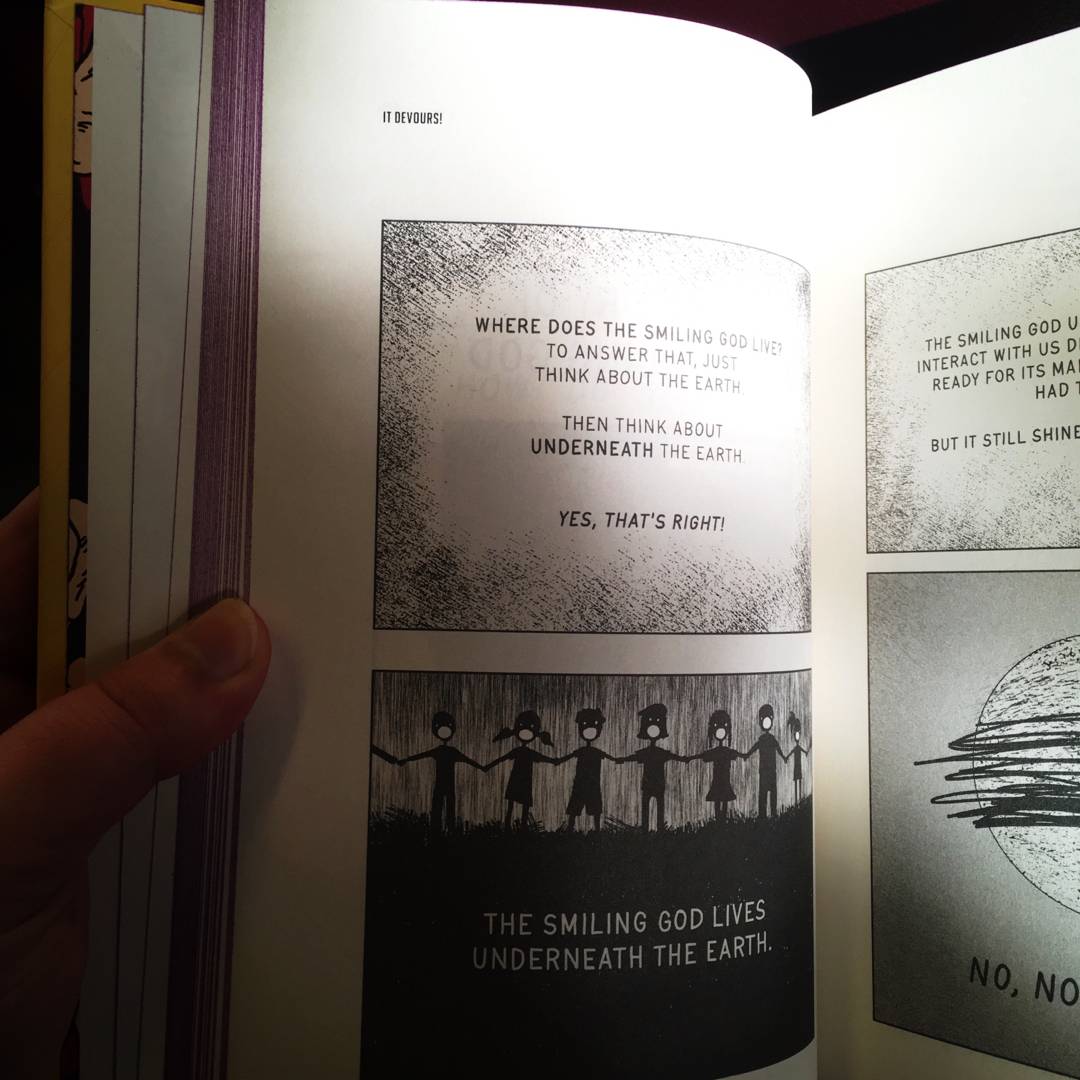 IT DEVOURS!
WHERE DOES THE SMILING GOD LIVE?
TO ANSWER THAT, JUST
THINK ABOUT THE EARTH.
THEN THINK ABOUT
UNDERNEATH THE EARTH.
YES, THAT'S RIGHT!
THE SMILING GOD LIVES
UNDERNEATH THE EARTH.
THE SMILING GOD
INTERACT WITH US
READY FOR ITS
HAD
BUT IT STILL SHINE
NO, NO